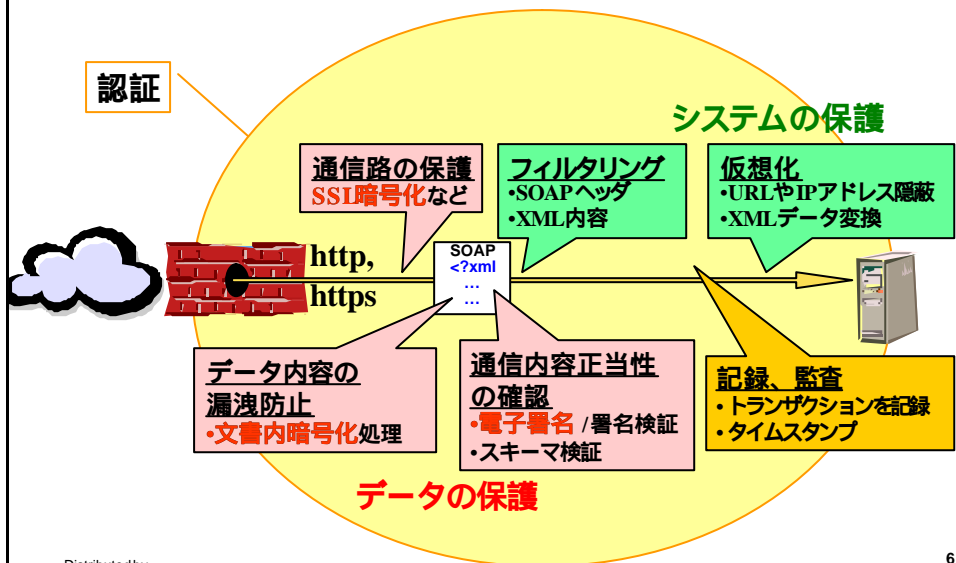 認証
システムの保護
通信路の保護
SSL暗号化など
フィルタリング
・SOAPヘッダ
・XML内容
仮想化
・URLやIPアドレス隠蔽
・XMLデータ変換
http,
https
SOAP
<?xml
…
…
データ内容の
漏洩防止
・文書内暗号化処理
通信内容正当性
の確認
・電子署名 /署名検証
・スキーマ検証
記録、監査
・トランザクションを記録
・タイムスタンプ
データの保護
Distributed by
6